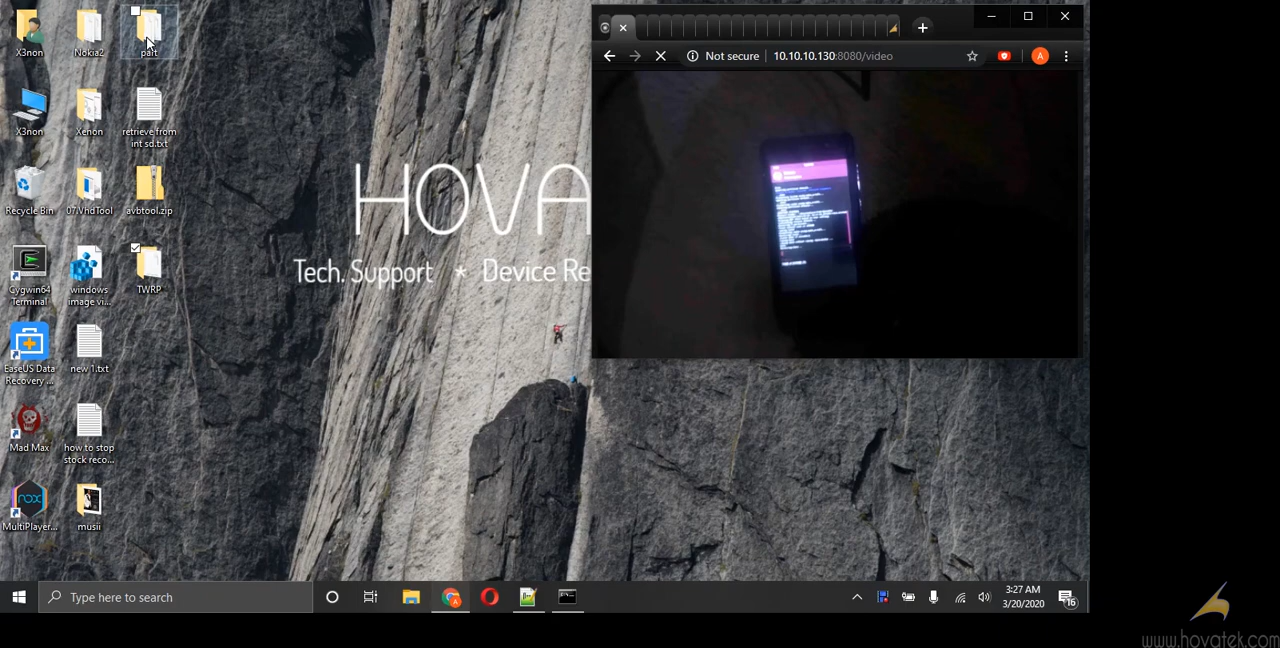 X3non
Nokia2
part
X3non
Xenon
retrieve from
int sd.txt
Recycle Bin
07.VhdTool
avbtool.zip
Cygwin64
Terminal
windows
image vi...
TWRP
EaseUS Data
Recovery ...
new 1.txt
Mad Max
how to stop
stock reco...
nox
MultiPlayer...
musii
HOVA
Tech. Support * Device Re
Not secure
10.10.10.130:8080/video
A
Type here to search
3:27 AM
3/20/2020
16
www.hovatek.com